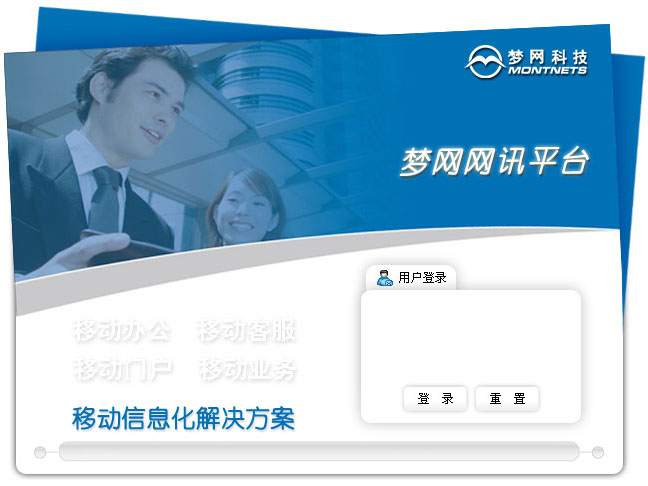 梦网科技
MONTNETS
梦网网讯平台
用户登录
移动办公 移动客服
移动门户 移动业务
登 录 重 置
移动信息化解决方案